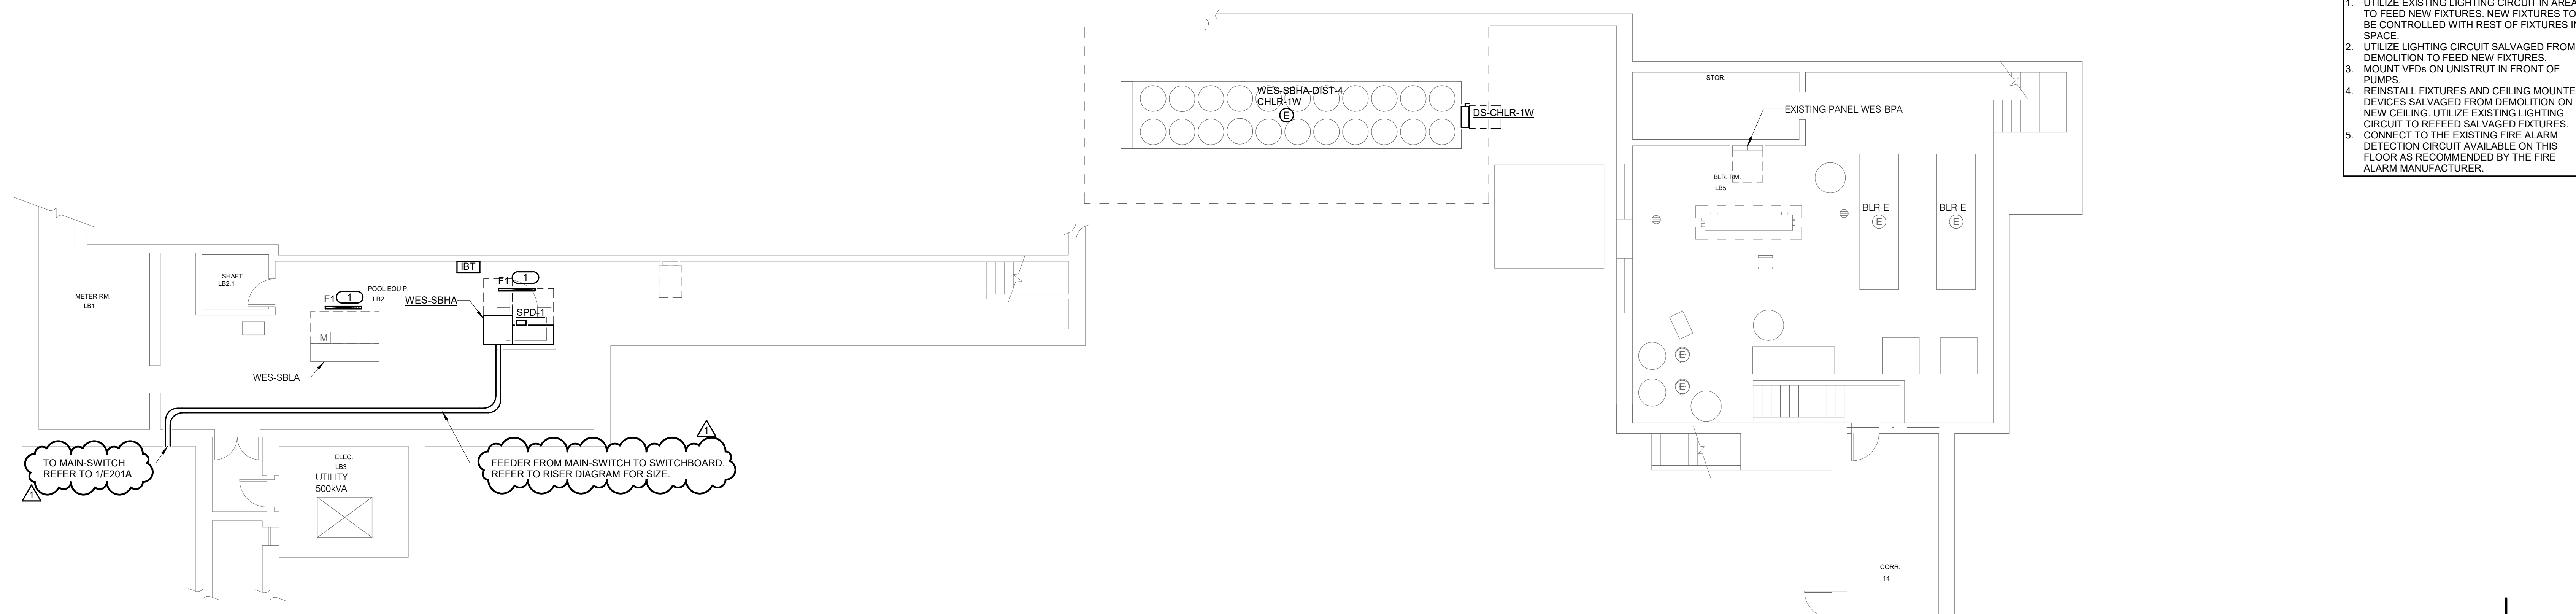 WES-SBHA-DIST-4
CHLR-1W
E
DS-CHLR-1W
STOR.
EXISTING PANEL WES-BPA
BLR. RM.
LB5
BLR-E
E
BLR-E
E
E
E
CORR.
14
METER RM.
LB1
SHAFT
LB2.1
F1
1
POOL EQUIP.
LB2
M
WES-SBLA
IBT
F1
1
WES-SBHA
SPD-1
TO MAIN-SWITCH
REFER TO 1/E201A
1
FEEDER FROM MAIN-SWITCH TO SWITCHBOARD.
REFER TO RISER DIAGRAM FOR SIZE.
1
ELEC.
LB3
UTILITY
500kVA
1. UTILIZE EXISTING LIGHTING CIRCUIT IN AREA
TO FEED NEW FIXTURES. NEW FIXTURES TO
BE CONTROLLED WITH REST OF FIXTURES IN
SPACE.
2. UTILIZE LIGHTING CIRCUIT SALVAGED FROM
DEMOLITION TO FEED NEW FIXTURES.
3. MOUNT VFDs ON UNISTRUT IN FRONT OF
PUMPS.
4. REINSTALL FIXTURES AND CEILING MOUNTE
DEVICES SALVAGED FROM DEMOLITION ON
NEW CEILING. UTILIZE EXISTING LIGHTING
CIRCUIT TO REFEED SALVAGED FIXTURES.
5. CONNECT TO THE EXISTING FIRE ALARM
DETECTION CIRCUIT AVAILABLE ON THIS
FLOOR AS RECOMMENDED BY THE FIRE
ALARM MANUFACTURER.